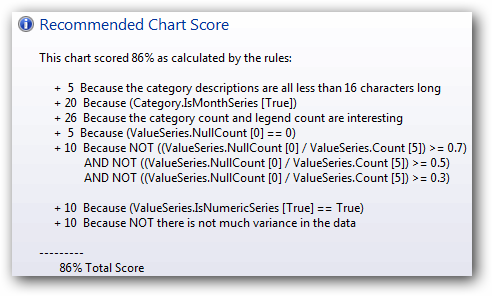 Recommended Chart Score
This chart scored 86% as calculated by the rules:
+ 5 Because the category descriptions are all less than 16 characters long
+ 20 Because (Category.IsMonthSeries [True])
+ 26 Because the category count and legend count are interesting
+ 5 Because (ValueSeries.NullCount [0] == 0)
+ 10 Because NOT ((ValueSeries.NullCount [0] / ValueSeries.Count [5]) >= 0.7)
AND NOT ((ValueSeries.NullCount [0] / ValueSeries.Count [5]) >= 0.5)
AND NOT ((ValueSeries.NullCount [0] / ValueSeries.Count [5]) >= 0.3)
+ 10 Because (ValueSeries.IsNumericSeries [True] == True)
+ 10 Because NOT there is not much variance in the data
---------
86% Total Score